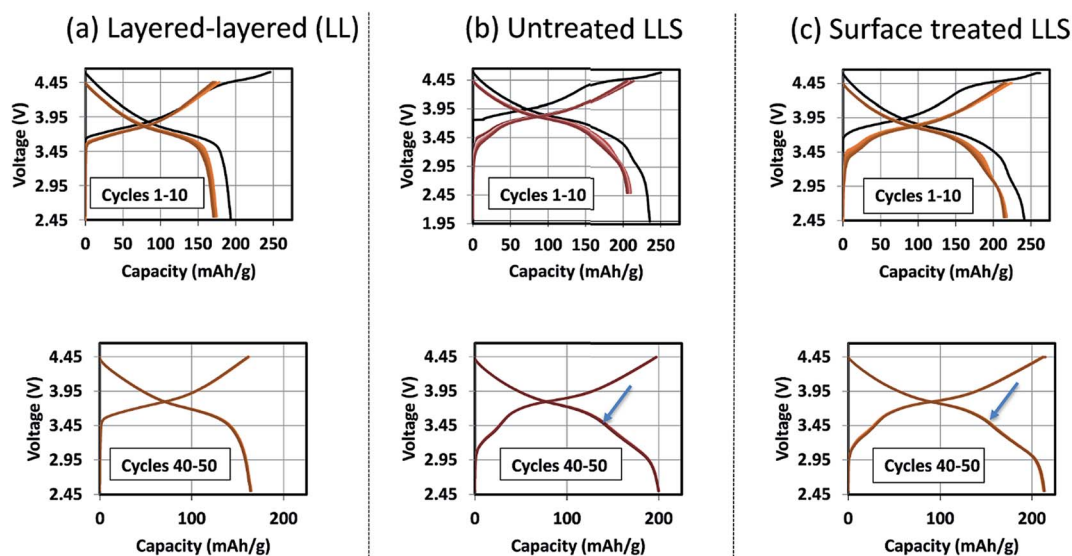 (a) Layered-layered (LL)
(b) Untreated LLS
(c) Surface treated LLS
Voltage (V)
4.45
3.95
3.45
2.95
2.45
Cycles 1-10
0 50 100 150 200 250
Capacity (mAh/g)
Voltage (V)
4.45
3.95
3.45
2.95
2.45
1.95
Cycles 1-10
0 50 100 150 200 250
Capacity (mAh/g)
Voltage (V)
4.45
3.95
3.45
2.95
2.45
Cycles 1-10
0 50 100 150 200 250
Capacity (mAh/g)
Voltage (V)
4.45
3.95
3.45
2.95
2.45
Cycles 40-50
0 100 200
Capacity (mAh/g)
Voltage (V)
4.45
3.95
3.45
2.95
2.45
Cycles 40-50
0 100 200
Capacity (mAh/g)
Voltage (V)
4.45
3.95
3.45
2.95
2.45
Cycles 40-50
0 100 200
Capacity (mAh/g)